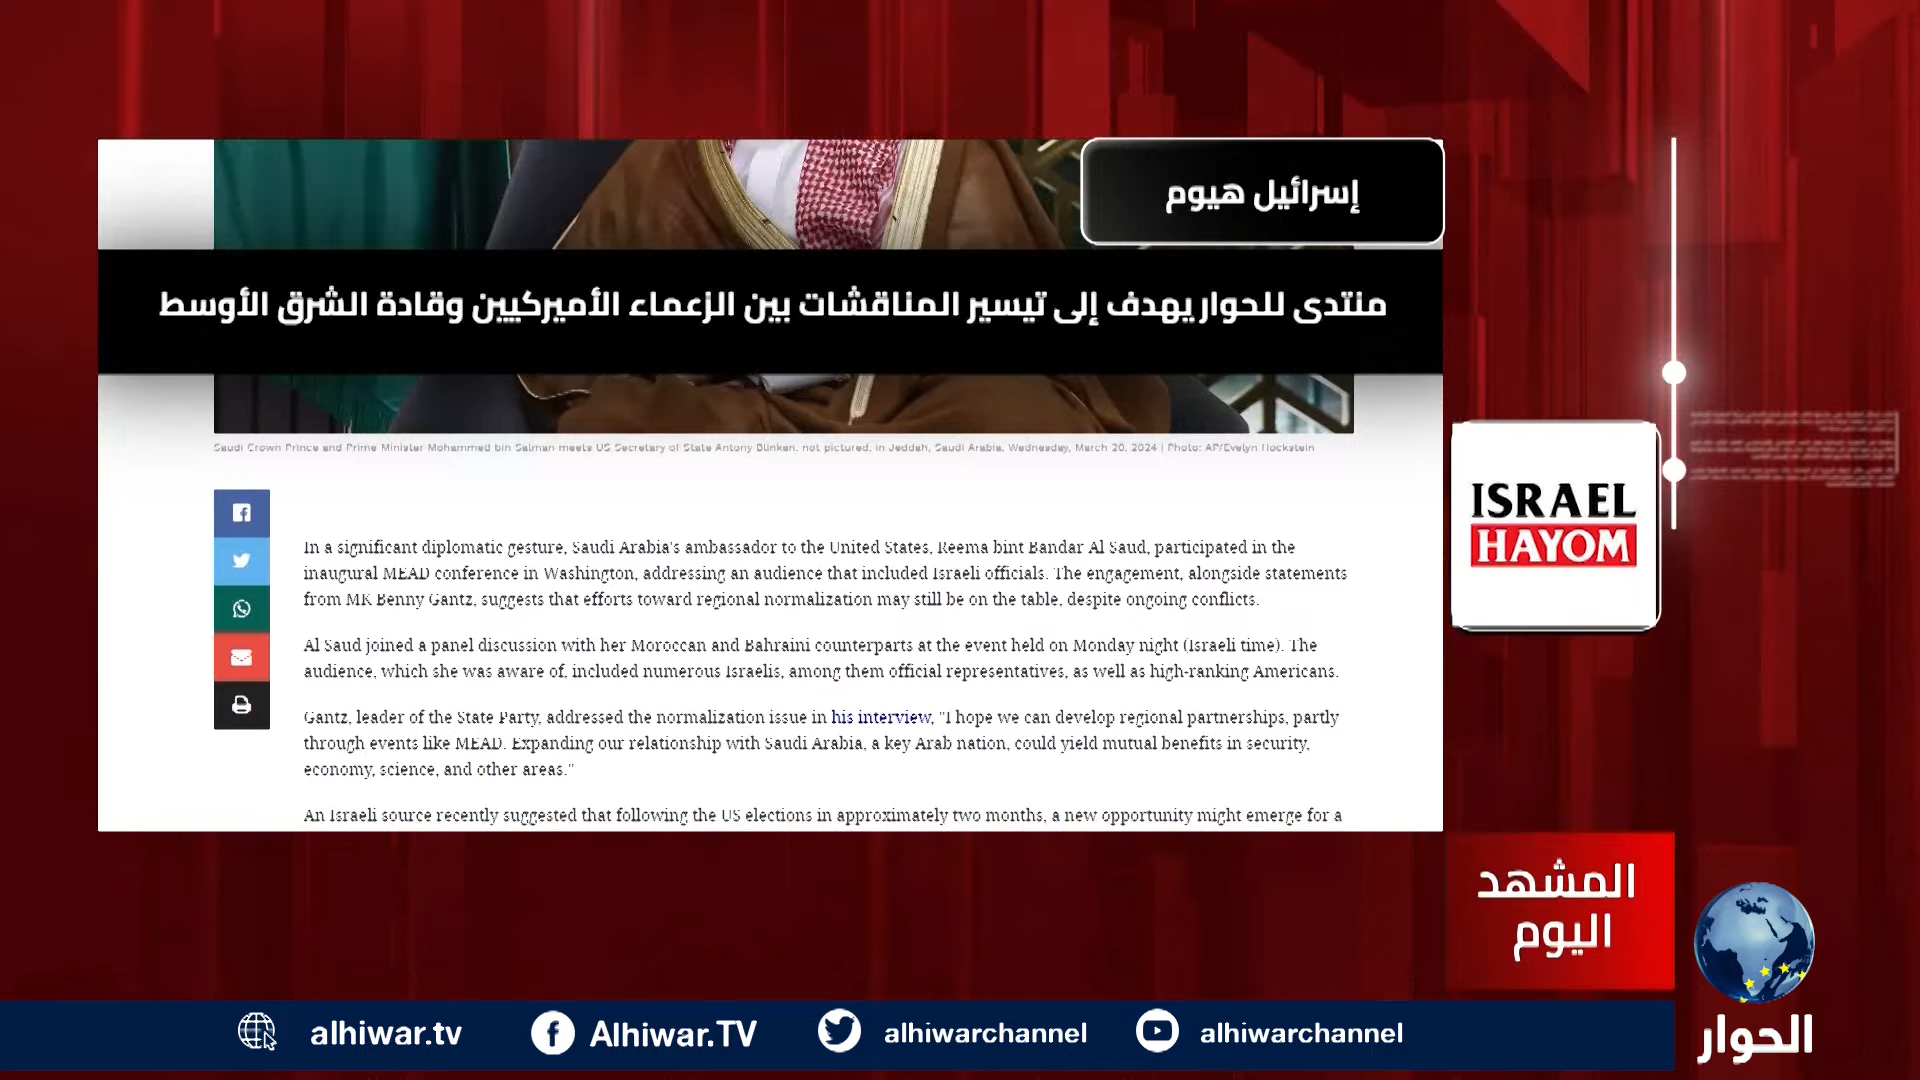 إسرائيل هيوم
منتدى للحوار يهدف إلى تيسير المناقشات بين الزعماء الأميركيين وقادة الشرق الأوسط
Saudi Crown Prince and Prime Minister Mohammed bin Salman meets US Secretary of State Antony Blinken, not pictured, in Jeddah, Saudi Arabia, Wednesday, March 20, 2024 | Photo: AP/Evelyn Hockstein
In a significant diplomatic gesture, Saudi Arabia's ambassador to the United States, Reema bint Bandar Al Saud, participated in the
inaugural MEAD conference in Washington, addressing an audience that included Israeli officials. The engagement, alongside statements
from MK Benny Gantz, suggests that efforts toward regional normalization may still be on the table, despite ongoing conflicts.
Al Saud joined a panel discussion with her Moroccan and Bahraini counterparts at the event held on Monday night (Israeli time). The
audience, which she was aware of, included numerous Israelis, among them official representatives, as well as high-ranking Americans.
Gantz, leader of the State Party, addressed the normalization issue in his interview, "I hope we can develop regional partnerships, partly
through events like MEAD. Expanding our relationship with Saudi Arabia, a key Arab nation, could yield mutual benefits in security,
economy, science, and other areas."
An Israeli source recently suggested that following the US elections in approximately two months, a new opportunity might emerge for a
ISRAEL
HAYOM
المشهد
اليوم
الحوار
alhiwar.tv
Alhiwar.TV
alhiwarchannel
alhiwarchannel